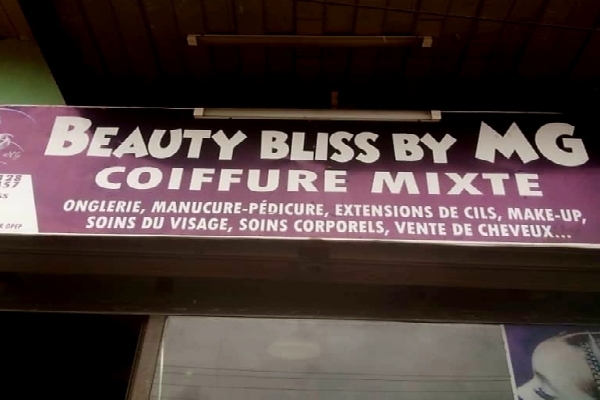 BEAUTY BLISS BY MG
COIFFURE MIXTE
ONGLERIE, MANUCURE-PÉDICURE, EXTENSIONS DE CILS, MAKE-UP,
SOINS DU VISAGE, SOINS CORPORELS, VENTE DE CHEVEUX...